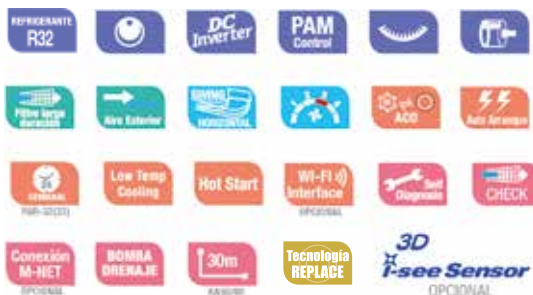 REFRIGERANTE
R32
DC
Inverter
PAM
Control
Filtro larga
duración
Aire Exterior
SWING
HORIZONTAL
ACO
Auto Arranque
SEMANAL
Low Temp
Cooling
Hot Start
WI-FI
Interface
OPCIONAL
Self
Diagnosis
CHECK
Conexión
M-NET
OPCIONAL
BOMBA
DRENAJE
30m
Tecnología
REPLACE
3D
i-see Sensor
OPCIONAL